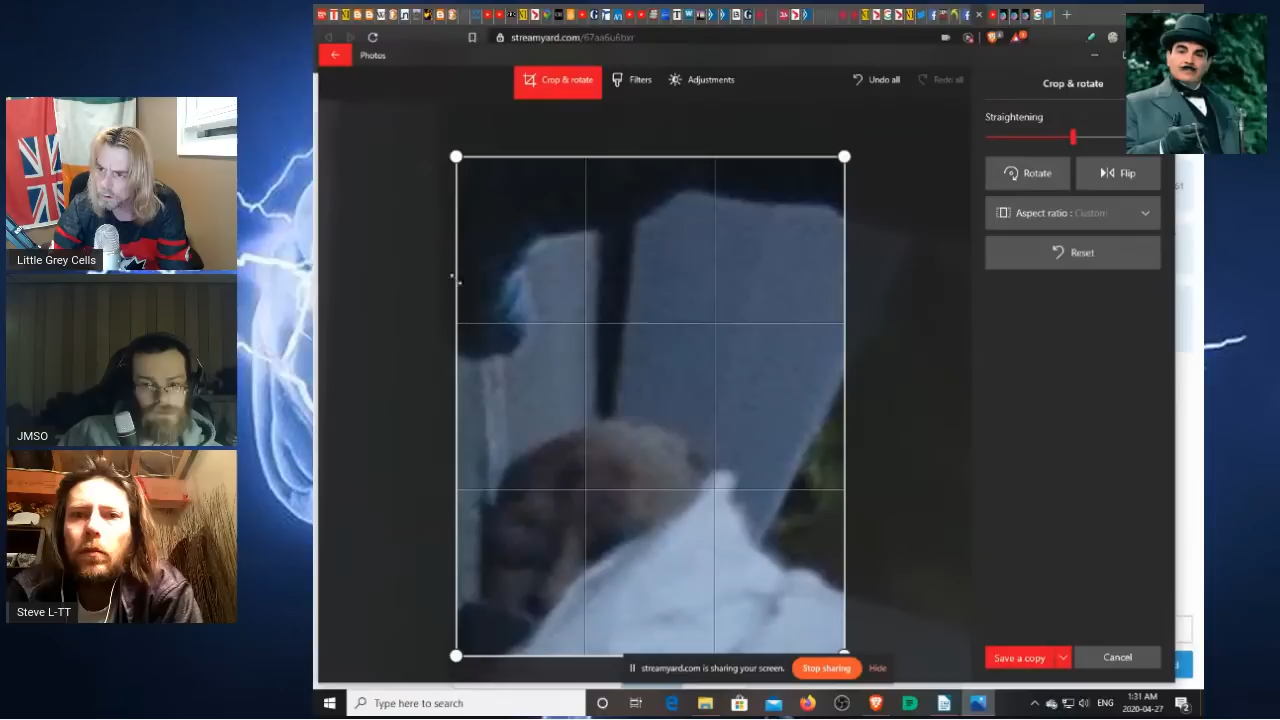 streamyard.com/67aa6u6bxr
Photos
Crop & rotate
Filters
Adjustments
Undo all
Redo all
Crop & rotate
Straightening
Rotate
Flip
Aspect ratio : Custom
Reset
Little Grey Cells
JMSO
Steve L-TT
Save a copy
Cancel
streamyard.com is sharing your screen.
Stop sharing
Hide
Type here to search
ENG
1:31 AM
2020-04-27